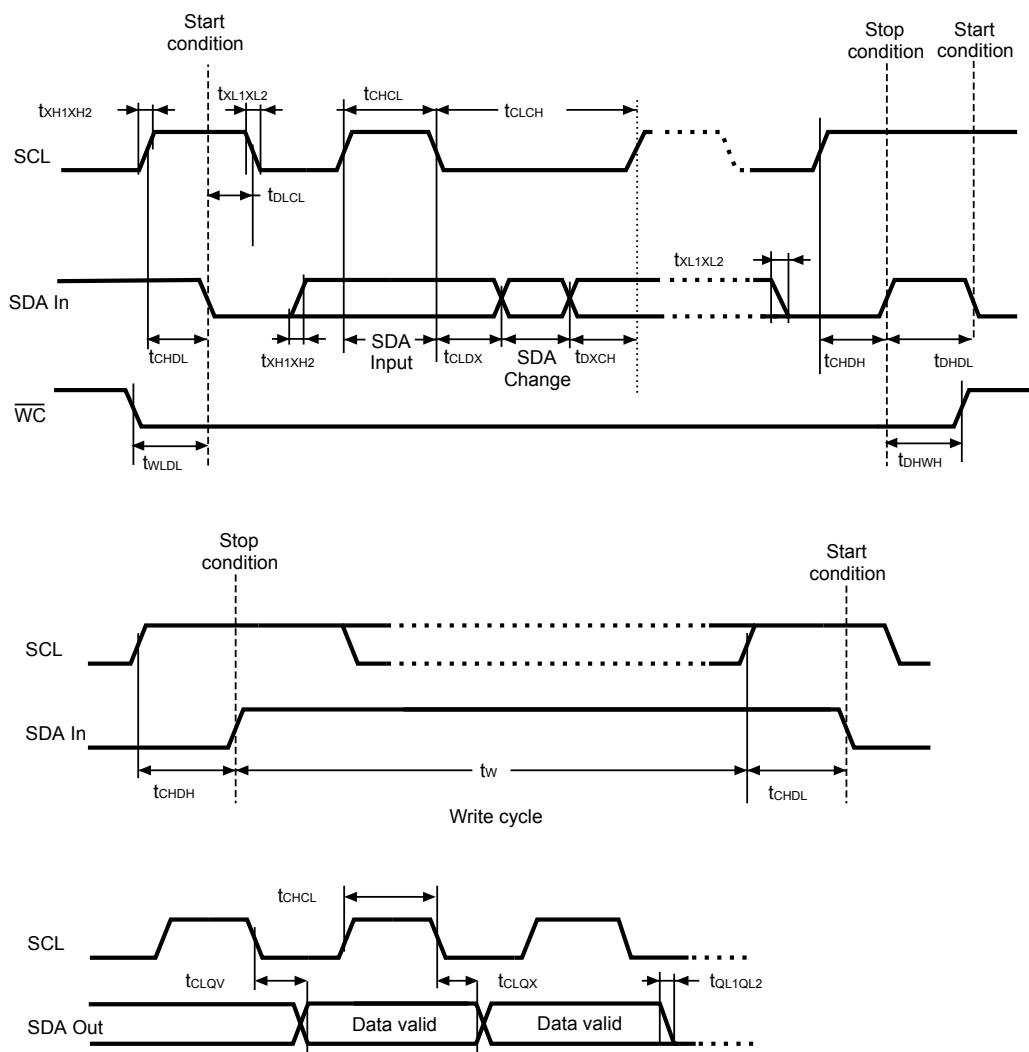 Start
condition
Stop
condition
Start
condition
tXH1XH2
tXL1XL2
tCHCL
tCLCH
SCL
tDLCL
tXL1XL2
SDA In
tCHDL
tXH1XH2
SDA
Input
tCLDX
SDA
Change
tDXCH
tCHDH
tDHDL
WC
tWLDL
tDHWH
Stop
condition
Start
condition
SCL
SDA In
tCHDH
tW
tCHDL
Write cycle
tCHCL
SCL
tCLQV
tCLQX
tQL1QL2
SDA Out
Data valid
Data valid